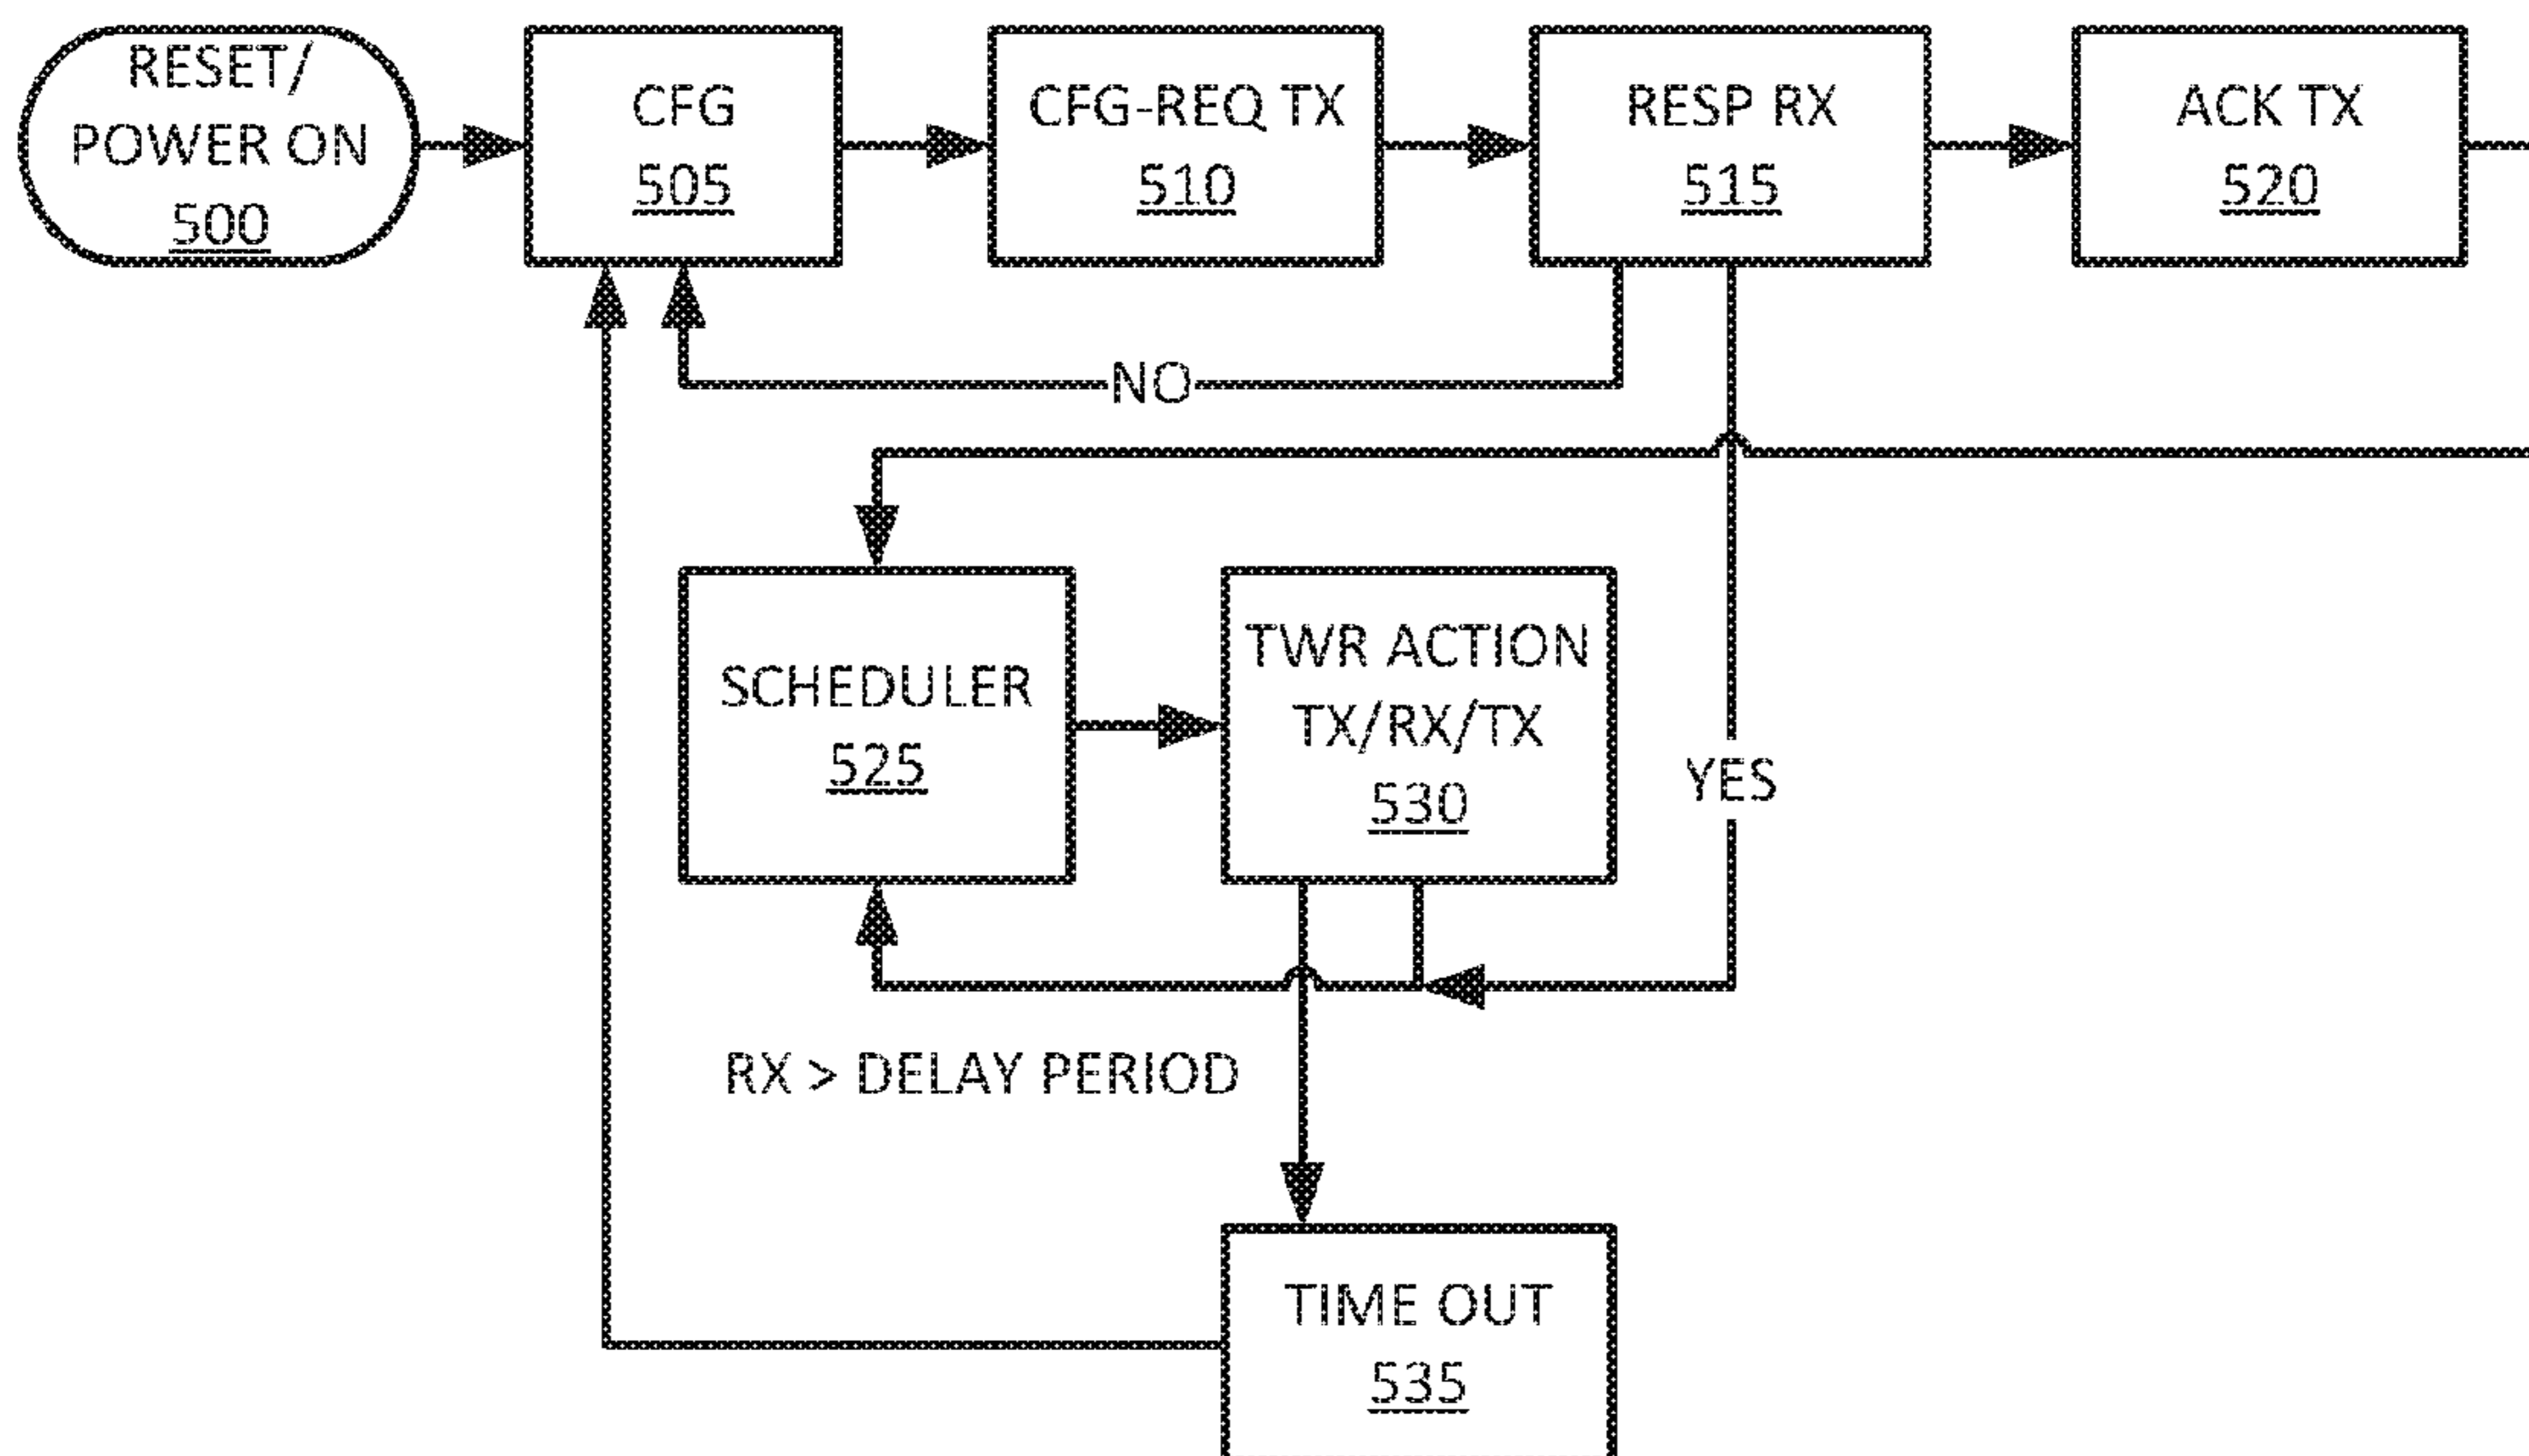 RESET/
POWER ON
500
CFG
505
CFG-REQ TX
510
RESP RX
515
ACK TX
520
NO
SCHEDULER
525
TWR ACTION
TX/RX/TX
530
YES
RX > DELAY PERIOD
TIME OUT
535